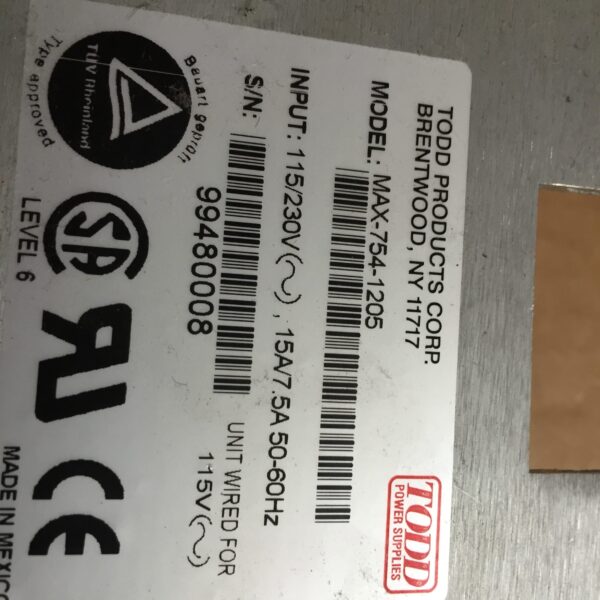 TODD PRODUCTS CORP.
BRENTWOOD, NY 11717
MODEL: MAX-754-1205
INPUT: 115/230V(~), 15A/7.5A 50-60Hz
S/N:
99480008
UNIT WIRED FOR
115V(~)
TODD
POWER SUPPLIES
Bauart geprüft
TÜV Rheinland
Type approved
SA
LEVEL 6
RU
CE
MADE IN MEXICO